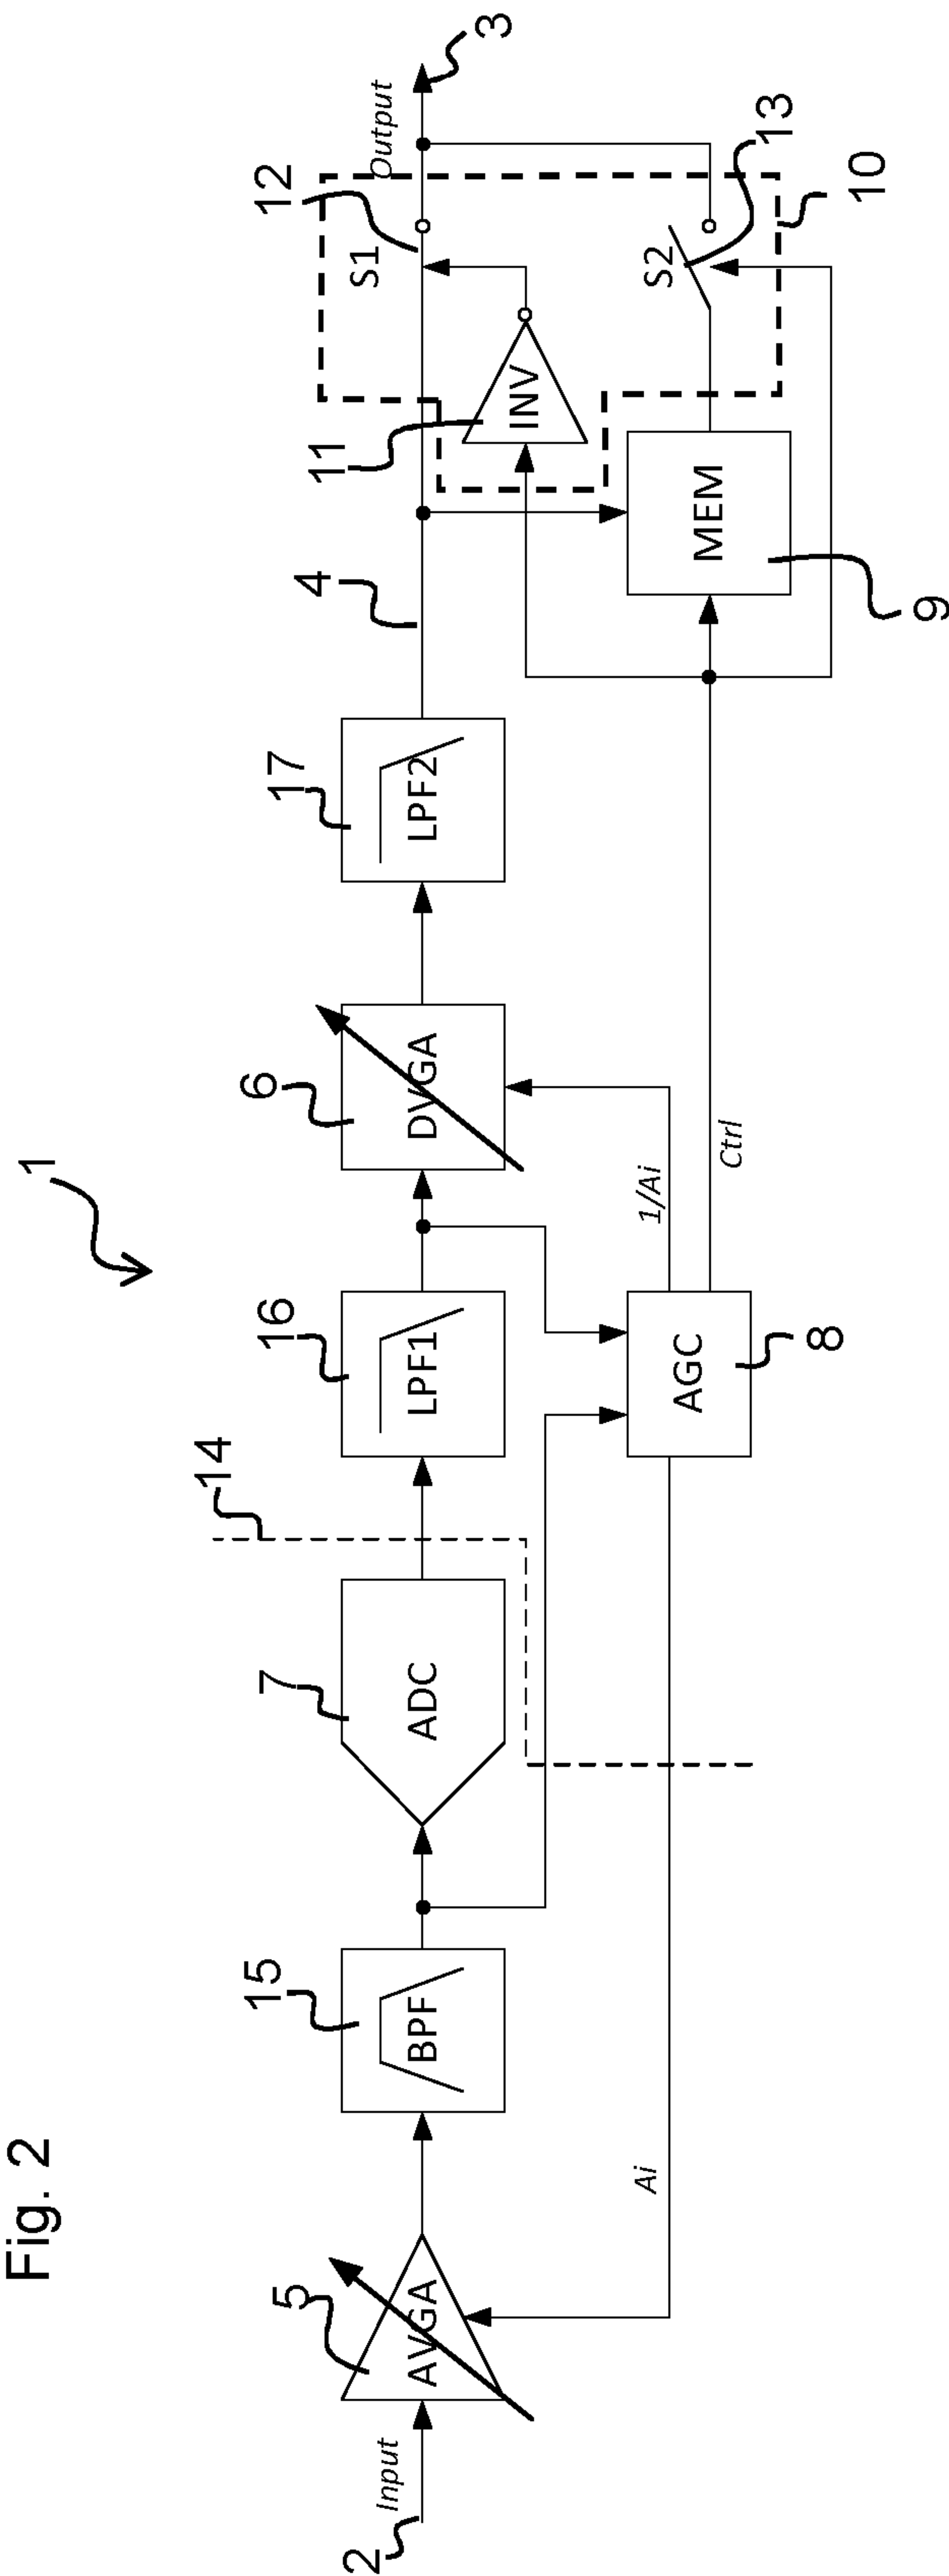 Fig. 2
1
2
Input
5
AVGA
15
BPF
7
ADC
14
16
LPF1
6
DVGA
17
LPF2
4
11
INV
12
S1
Output
3
Ai
AGC
8
1/Ai
Ctrl
MEM
9
S2
13
10